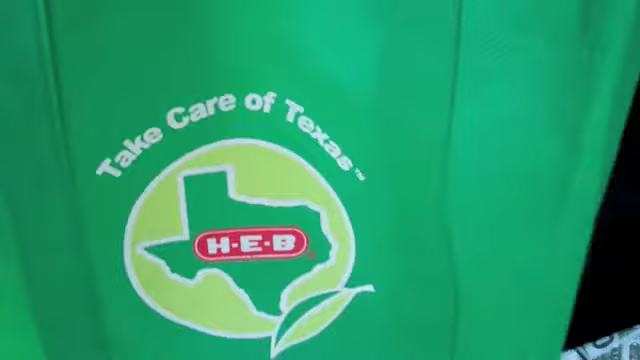 Take Care of Texas™
H-E-B